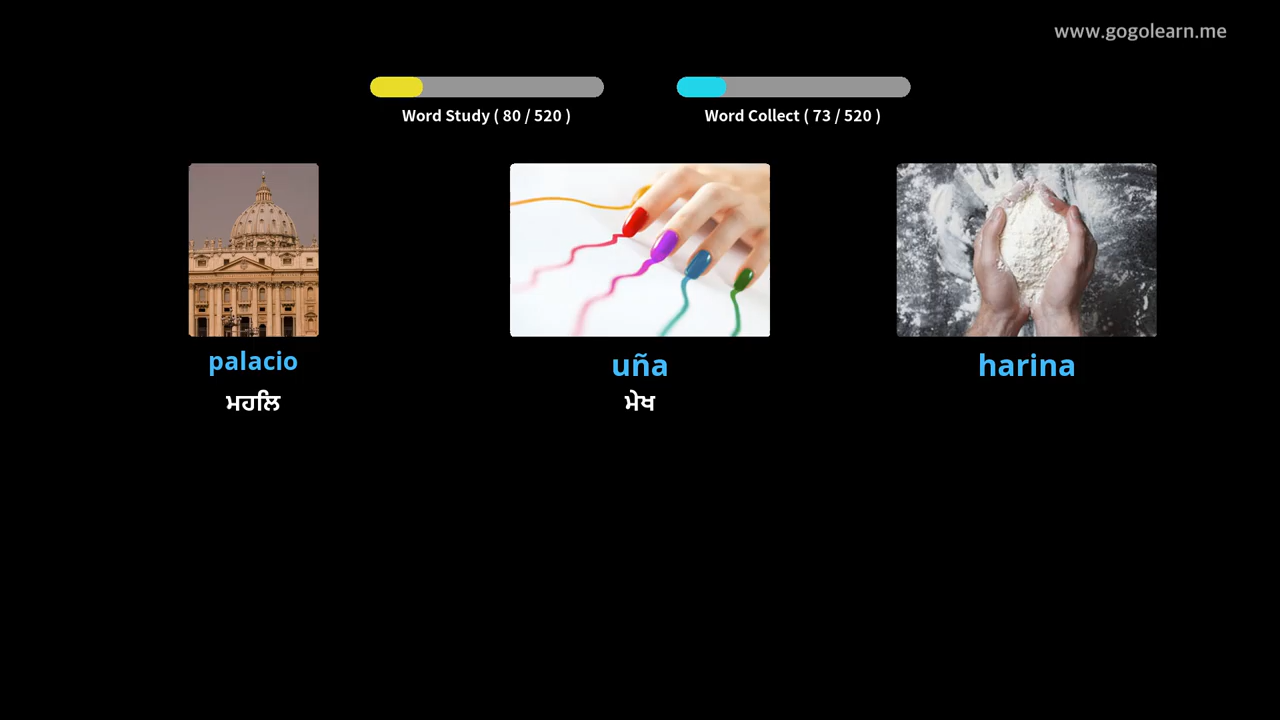 www.gogolearn.me
Word Study ( 80 / 520 )
Word Collect ( 73 / 520 )
palacio
uña
harina
ਮਹਲਿ
ਮੇਖ